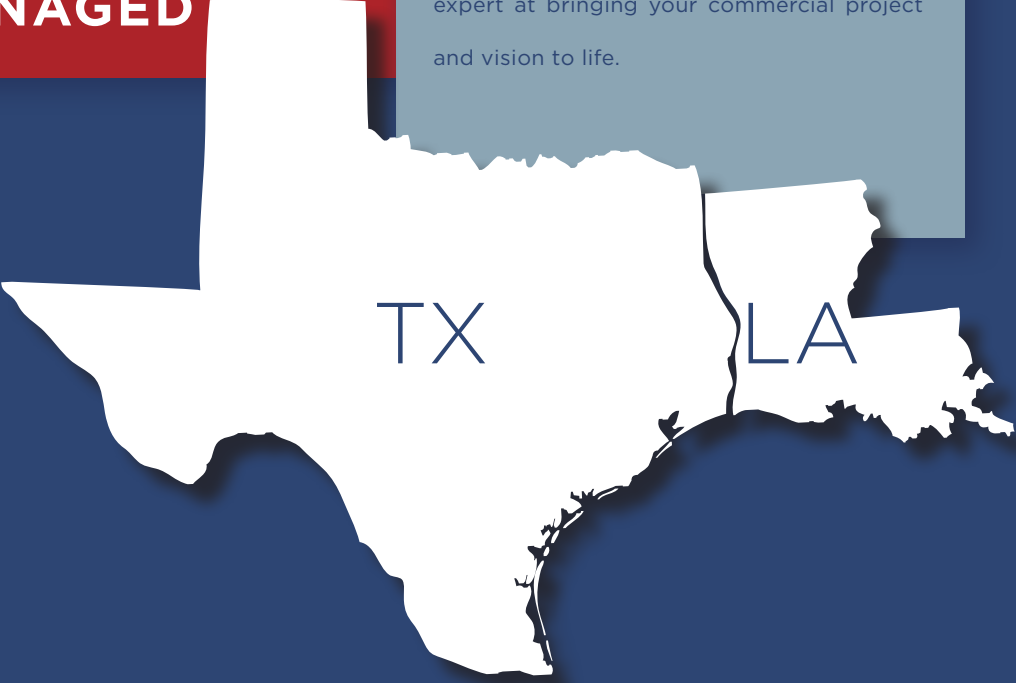 NAGED
expert at bringing your commercial project
and vision to life.
TX
LA